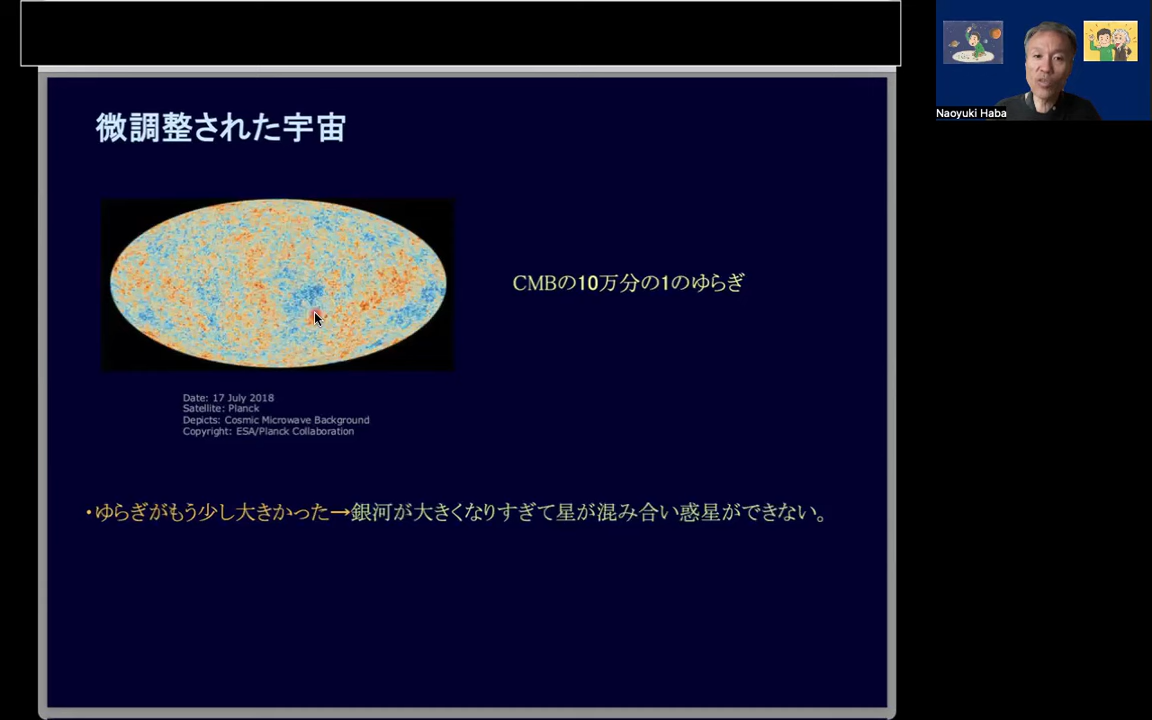 微調整された宇宙
CMBの10万分の1のゆらぎ
Date: 17 July 2018
Satellite: Planck
Depicts: Cosmic Microwave Background
Copyright: ESA/Planck Collaboration
・ゆらぎがもう少し大きかった→銀河が大きくなりすぎて星が混み合い惑星ができない。
Naoyuki Haba